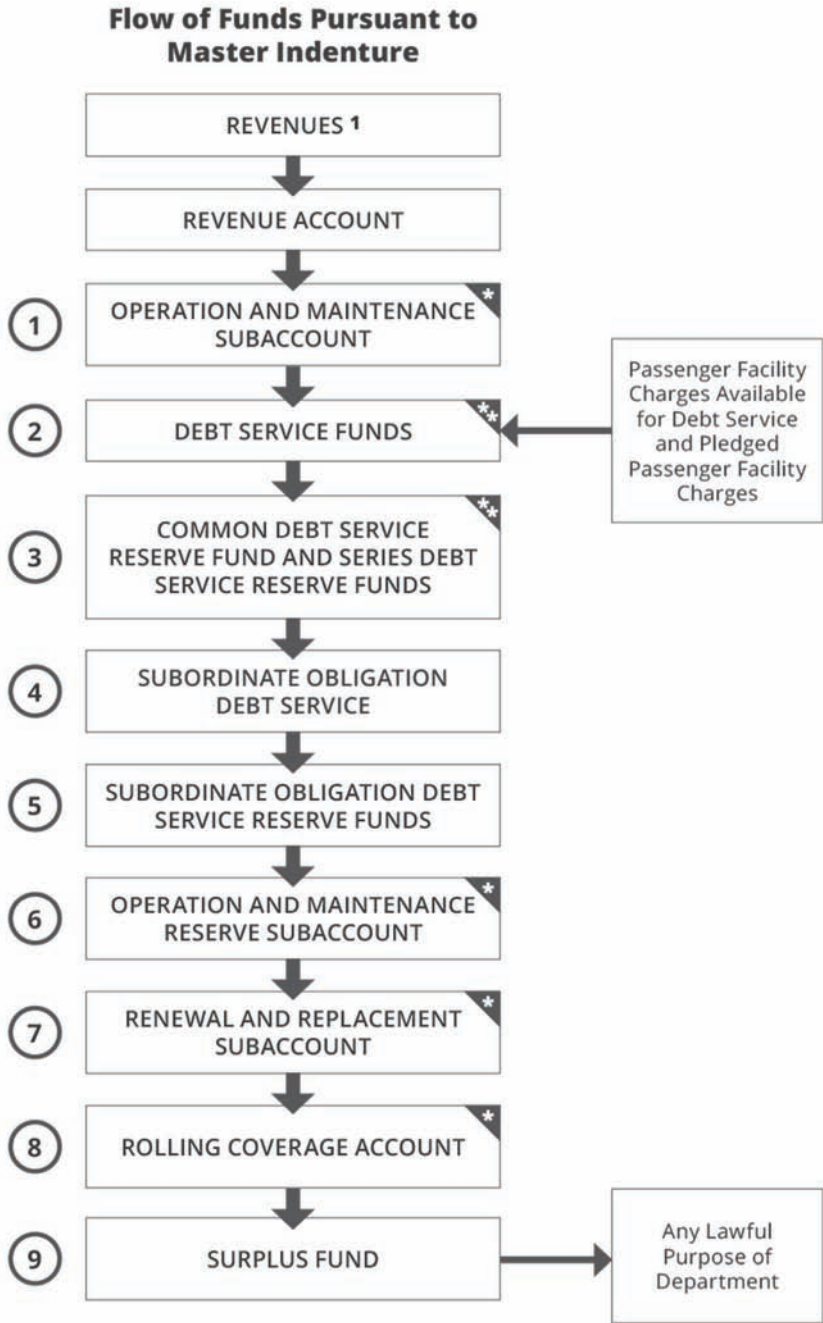 Flow of Funds Pursuant to
Master Indenture
REVENUES ¹
REVENUE ACCOUNT
1
OPERATION AND MAINTENANCE
SUBACCOUNT
*
2
DEBT SERVICE FUNDS
**
Passenger Facility
Charges Available
for Debt Service
and Pledged
Passenger Facility
Charges
3
COMMON DEBT SERVICE
RESERVE FUND AND SERIES DEBT
SERVICE RESERVE FUNDS
**
4
SUBORDINATE OBLIGATION
DEBT SERVICE
5
SUBORDINATE OBLIGATION DEBT
SERVICE RESERVE FUNDS
6
OPERATION AND MAINTENANCE
RESERVE SUBACCOUNT
*
7
RENEWAL AND REPLACEMENT
SUBACCOUNT
*
8
ROLLING COVERAGE ACCOUNT
*
9
SURPLUS FUND
Any Lawful
Purpose of
Department